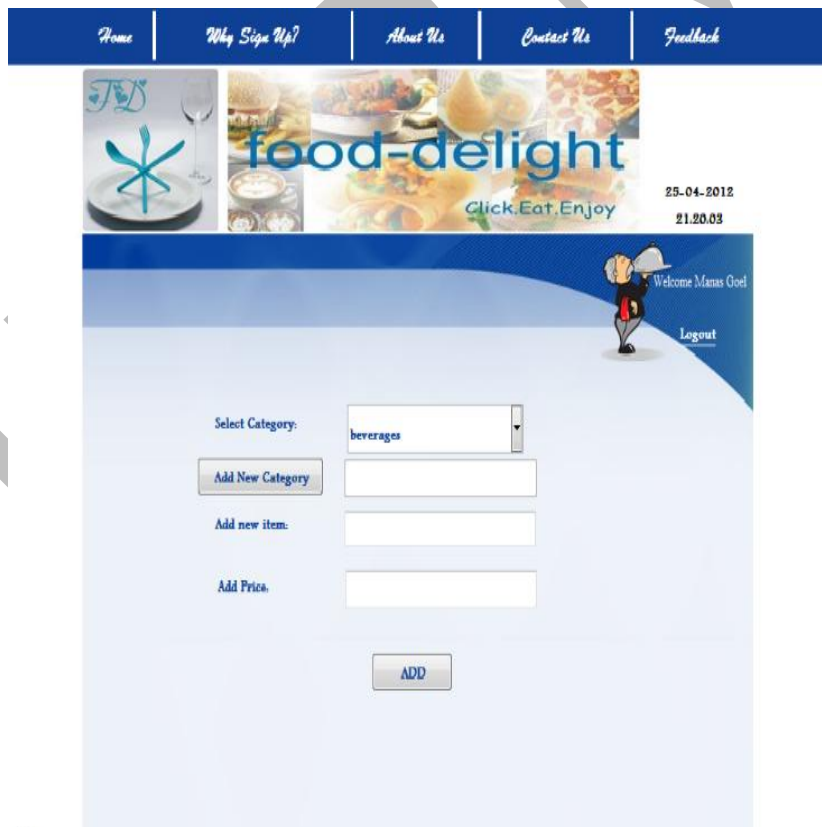 Home Why Sign Up? About Us Contact Us Feedback
FD
food-delight
Click.Eat.Enjoy
25-04-2012
21.20.03
Welcome Manas Goel
Logout
Select Category:
beverages
Add New Category
Add new item:
Add Price:
ADD